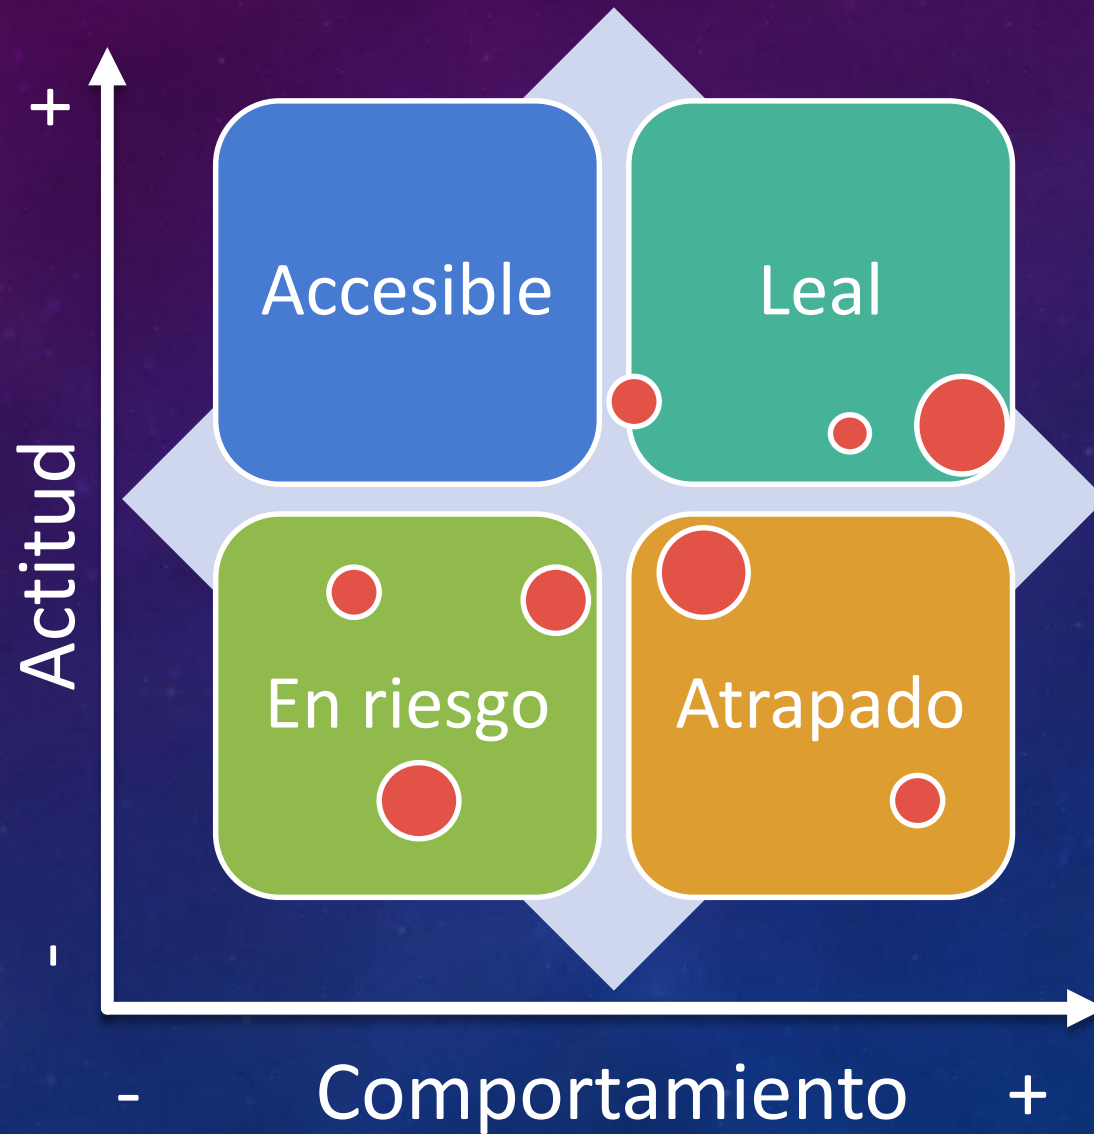 +
Accesible
Leal
Actitud
En riesgo
Atrapado
-
-
Comportamiento
+